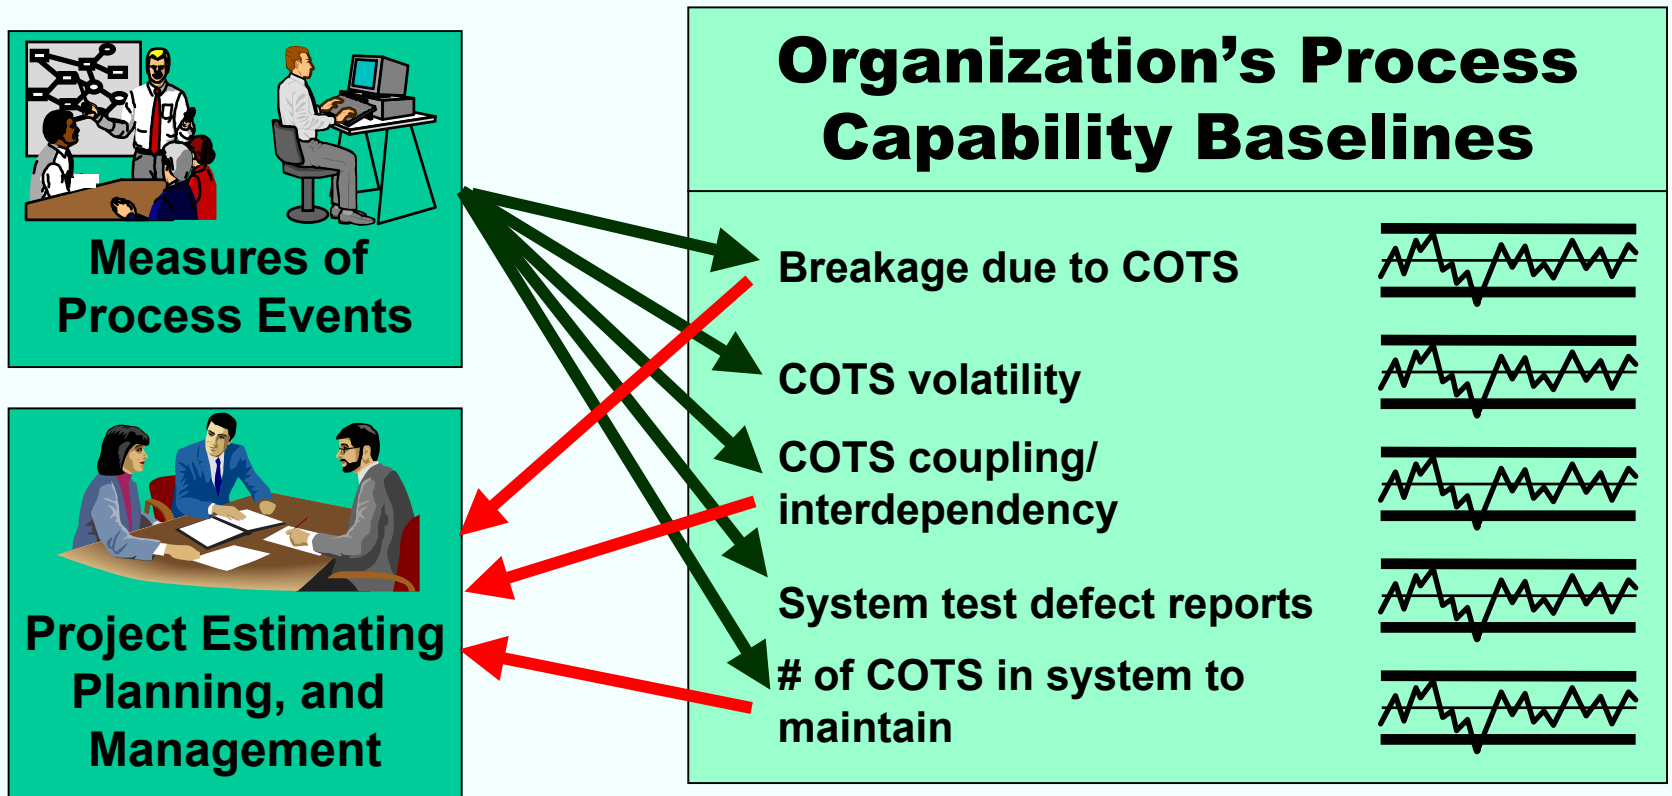 Organization’s Process
Capability Baselines
Measures of
Process Events
Project Estimating
Planning, and
Management
Breakage due to COTS
COTS volatility
COTS coupling/
interdependency
System test defect reports
# of COTS in system to
maintain